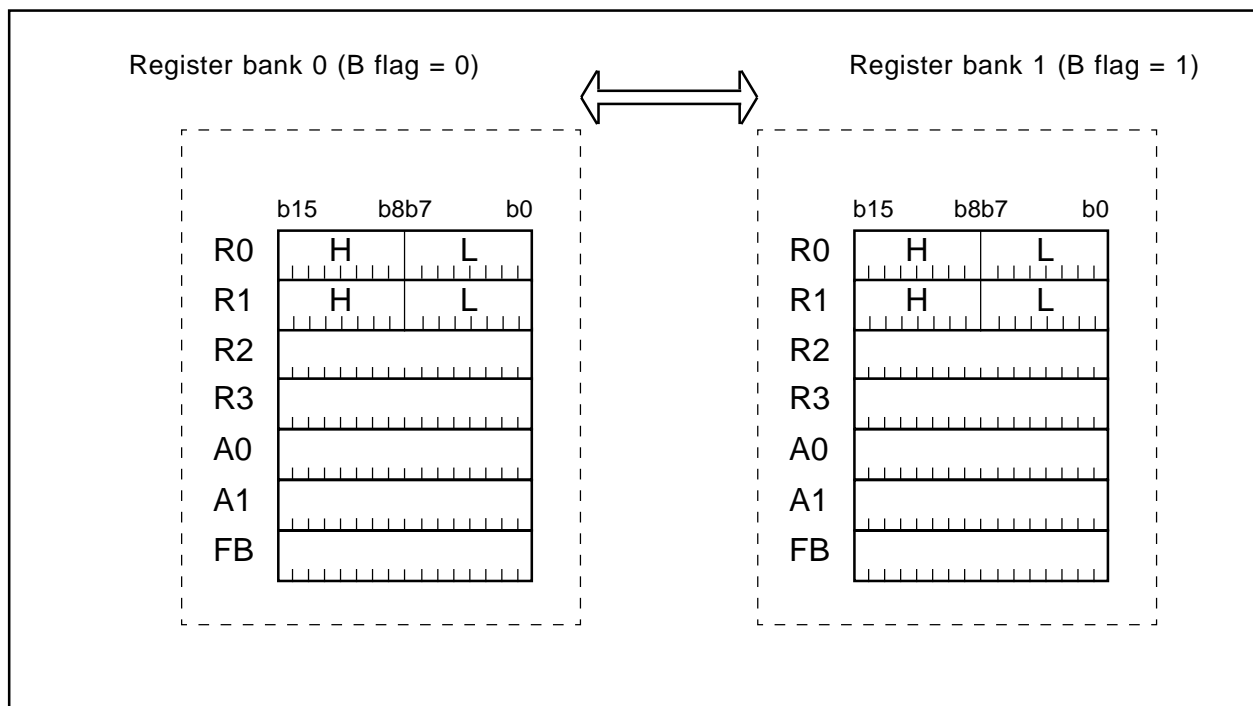 Register bank 0 (B flag = 0)
Register bank 1 (B flag = 1)
b15 b8b7 b0
R0 H L
R1 H L
R2
R3
A0
A1
FB
b15 b8b7 b0
R0 H L
R1 H L
R2
R3
A0
A1
FB